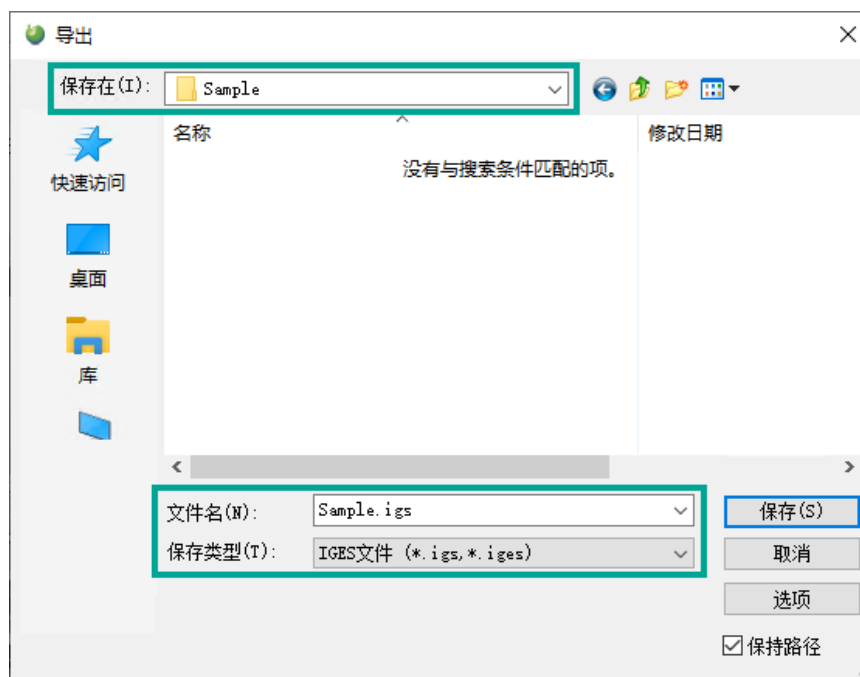 导出
保存在(I): Sample
名称 修改日期
没有与搜索条件匹配的项。
快速访问
桌面
库
文件名(N): Sample.igs 保存(S)
保存类型(T): IGES文件 (*.igs,*.iges) 取消
选项
保持路径